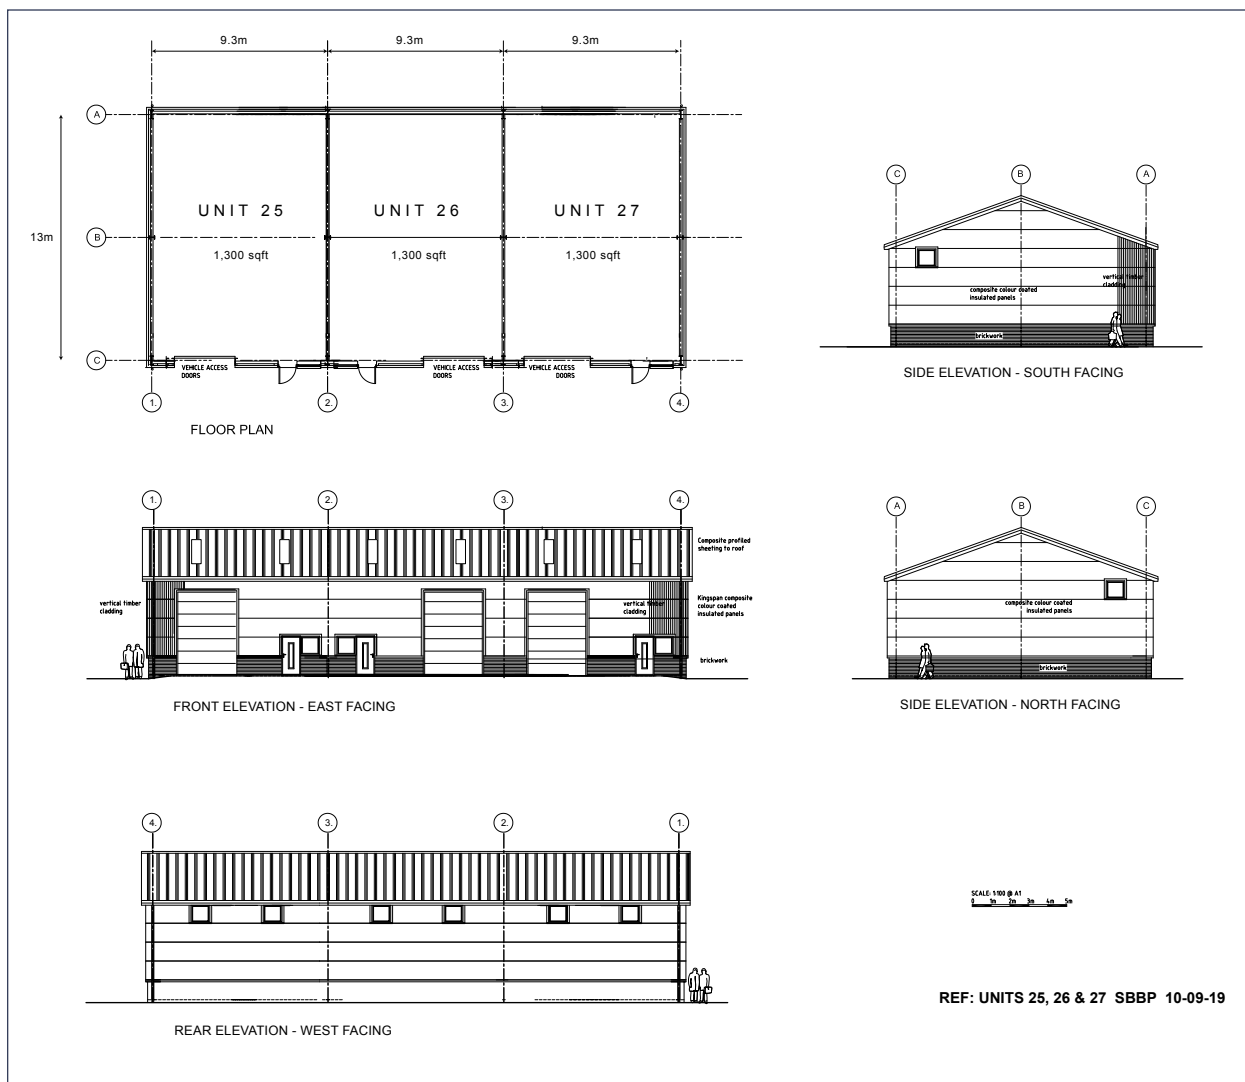 9.3m 9.3m 9.3m
A
UNIT 25 UNIT 26 UNIT 27
13m
B
1,300 sqft 1,300 sqft 1,300 sqft
C
VEHICLE ACCESS
DOORS
VEHICLE ACCESS
DOORS
VEHICLE ACCESS
DOORS
1. 2. 3. 4.
FLOOR PLAN
C B A
vertical timber
cladding
composite colour coated
insulated panels
brickwork
SIDE ELEVATION - SOUTH FACING
1. 2. 3. 4.
Composite profiled
sheeting to roof
vertical timber
cladding
vertical timber
cladding
Kingspan composite
colour coated
insulated panels
brickwork
FRONT ELEVATION - EAST FACING
A B C
composite colour coated
insulated panels
brickwork
SIDE ELEVATION - NORTH FACING
4. 3. 2. 1.
REAR ELEVATION - WEST FACING
SCALE: 1:100 @ A1
0 1m 2m 3m 4m 5m
REF: UNITS 25, 26 & 27 SBBP 10-09-19